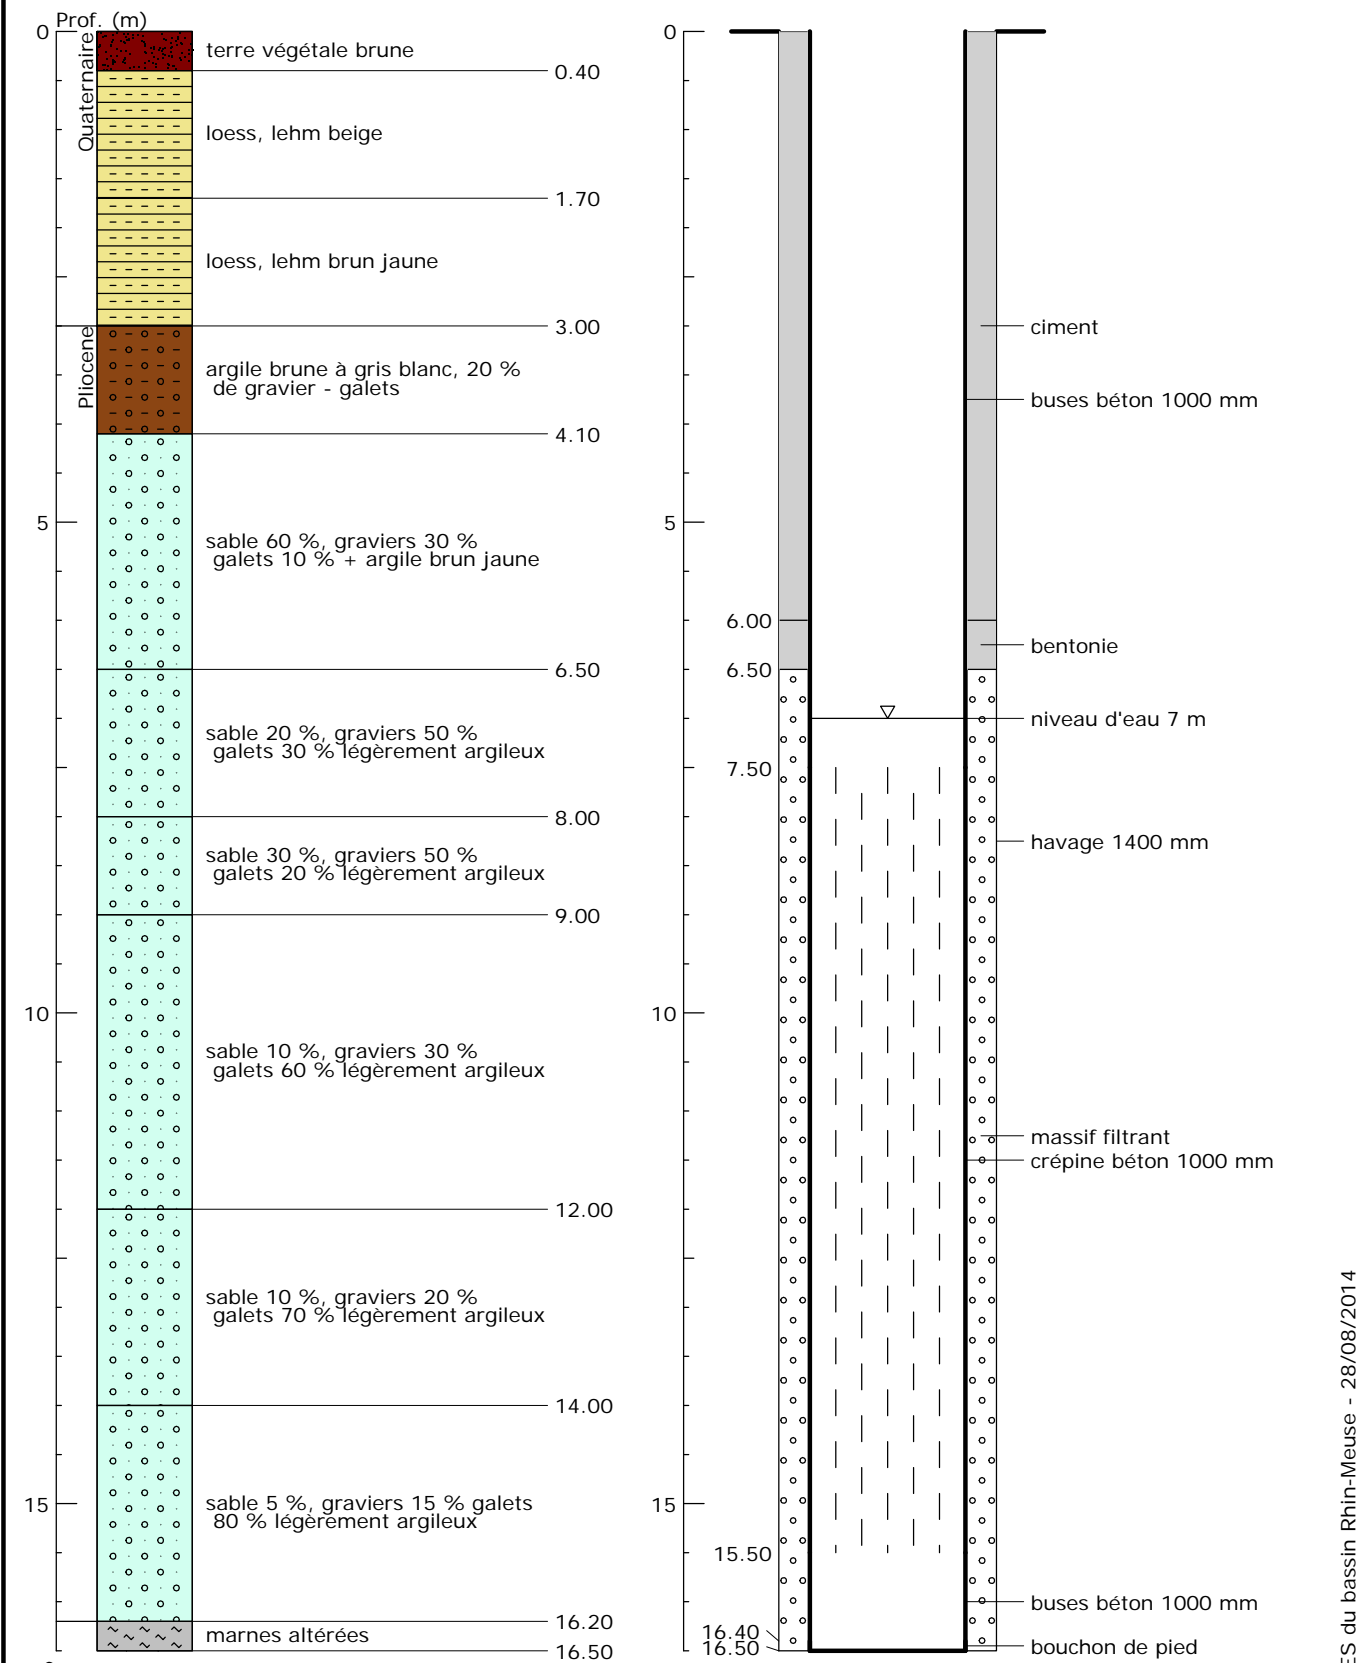 Prof. (m)
0
Quaternaire
terre végétale brune
0.40
loess, lehm beige
1.70
loess, lehm brun jaune
3.00
Pliocene
argile brune à gris blanc, 20 %
de gravier - galets
4.10
5
sable 60 %, graviers 30 %
galets 10 % + argile brun jaune
6.50
sable 20 %, graviers 50 %
galets 30 % légèrement argileux
8.00
sable 30 %, graviers 50 %
galets 20 % légèrement argileux
9.00
10
sable 10 %, graviers 30 %
galets 60 % légèrement argileux
12.00
sable 10 %, graviers 20 %
galets 70 % légèrement argileux
14.00
15
sable 5 %, graviers 15 % galets
80 % légèrement argileux
16.20
marnes altérées
16.50
0
ciment
buses béton 1000 mm
5
6.00
bentonie
6.50
niveau d'eau 7 m
7.50
havage 1400 mm
10
massif filtrant
crépine béton 1000 mm
15
15.50
buses béton 1000 mm
16.40
16.50
bouchon de pied
ES du bassin Rhin-Meuse - 28/08/2014